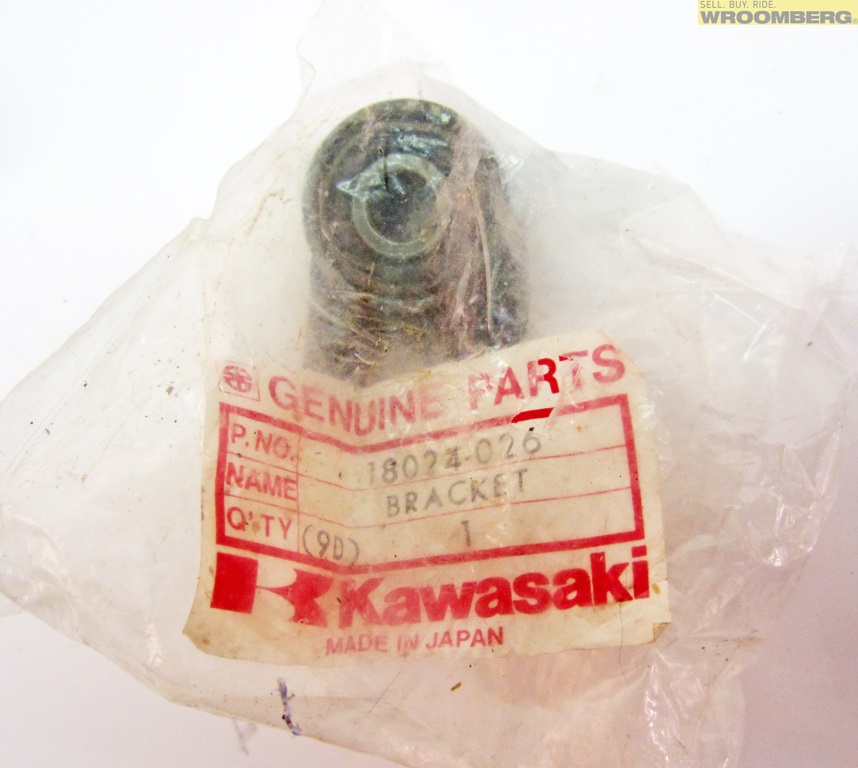 SELL. BUY. RIDE.
WROOMBERG
GENUINE PARTS
P.NO. 18024-026
NAME BRACKET
Q'TY (9D) 1
Kawasaki
MADE IN JAPAN